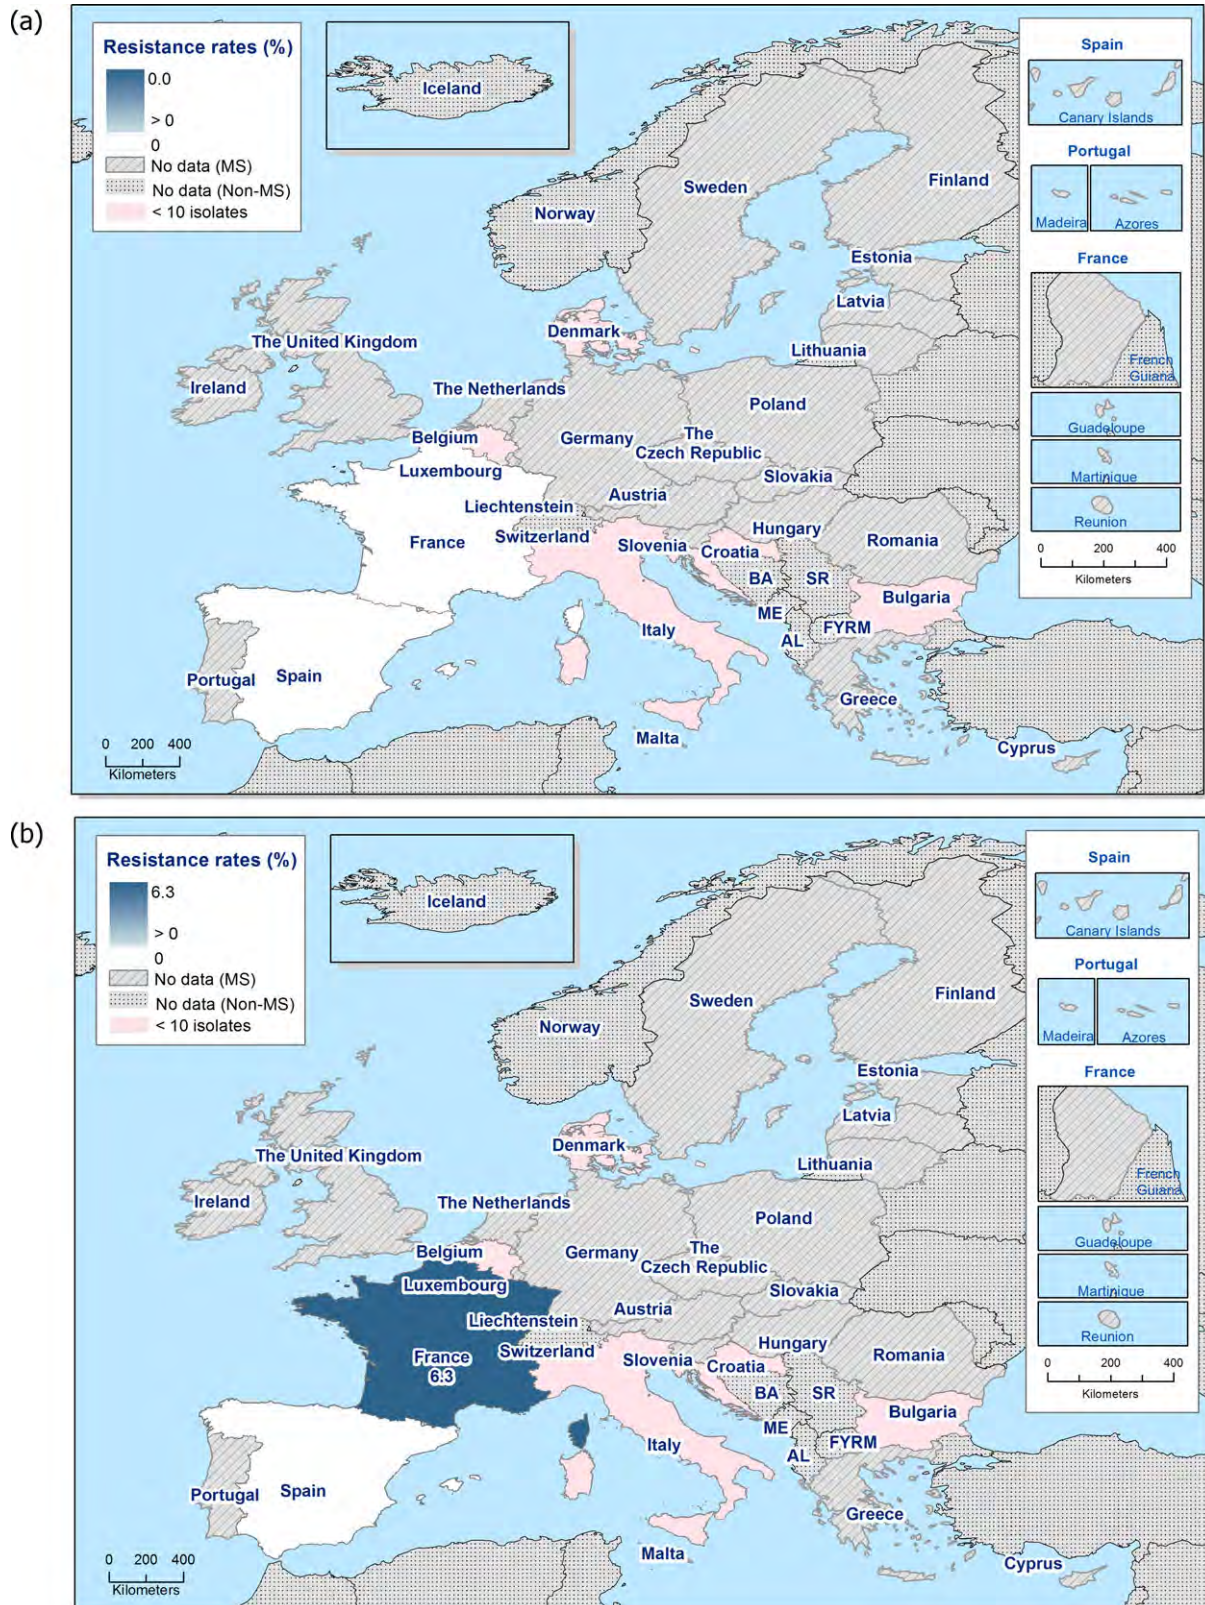 (a)
Resistance rates (%)
0.0
> 0
0
No data (MS)
No data (Non-MS)
< 10 isolates
Iceland
Spain
Canary Islands
Portugal
Madeira
Azores
France
French
Guiana
Guadeloupe
Martinique
Reunion
0 200 400
Kilometers
Sweden
Finland
Norway
Estonia
Latvia
Denmark
Lithuania
The United Kingdom
Ireland
The Netherlands
Poland
Belgium
Germany
The
Czech Republic
Luxembourg
Slovakia
Austria
Liechtenstein
Hungary
Switzerland
France
Slovenia
Romania
Croatia
BA
SR
Bulgaria
ME
FYRM
Italy
AL
Portugal
Spain
Greece
Malta
Cyprus
0 200 400
Kilometers
(b)
Resistance rates (%)
6.3
> 0
0
No data (MS)
No data (Non-MS)
< 10 isolates
Iceland
Spain
Canary Islands
Portugal
Madeira
Azores
France
French
Guiana
Guadeloupe
Martinique
Reunion
0 200 400
Kilometers
Sweden
Finland
Norway
Estonia
Latvia
Denmark
Lithuania
The United Kingdom
Ireland
The Netherlands
Poland
Belgium
Germany
The
Czech Republic
Luxembourg
Slovakia
Austria
Liechtenstein
Hungary
Switzerland
France
6.3
Slovenia
Romania
Croatia
BA
SR
Bulgaria
ME
FYRM
Italy
AL
Portugal
Spain
Greece
Malta
Cyprus
0 200 400
Kilometers